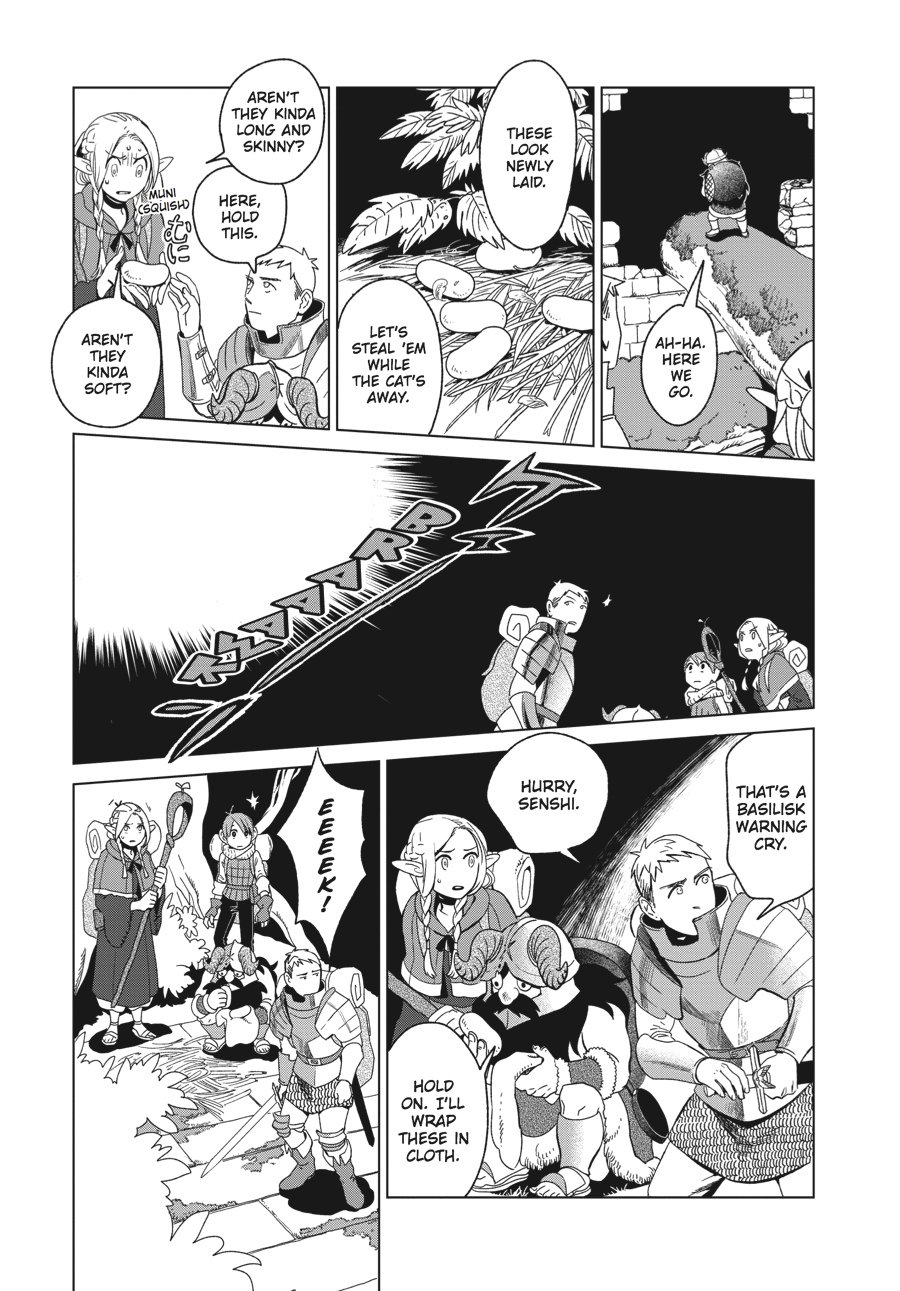 AH-HA.
HERE
WE
GO.
THESE
LOOK
NEWLY
LAID.
LET'S
STEAL 'EM
WHILE
THE CAT'S
AWAY.
AREN'T
THEY KINDA
LONG AND
SKINNY?
HERE,
HOLD
THIS.
MUNI
(SQUISH)
むに
AREN'T
THEY
KINDA
SOFT?
KLAAARB
THAT'S A
BASILISK
WARNING
CRY.
HURRY,
SENSHI.
HOLD
ON. I'LL
WRAP
THESE IN
CLOTH.
EEEEEK!